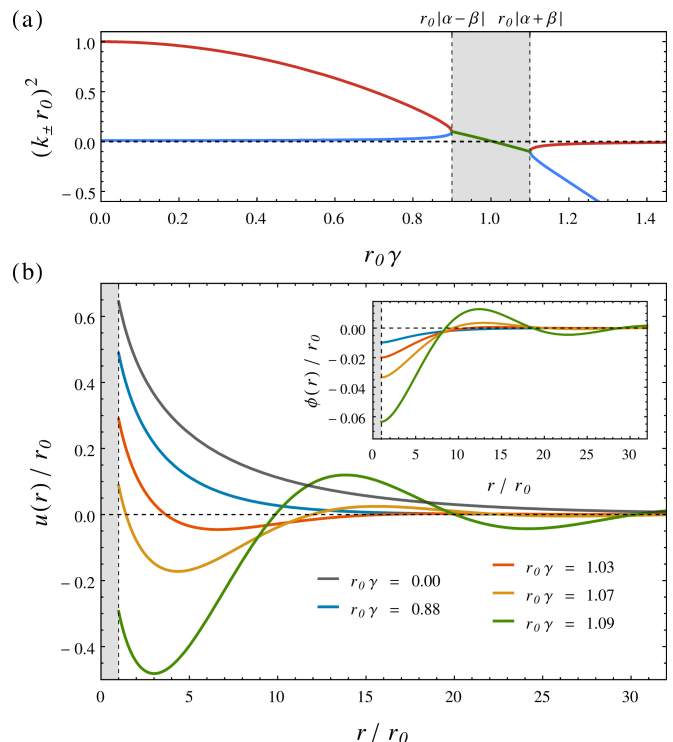 (a)
r₀|α−β| r₀|α+β|
(k± r₀)²
1.0
0.5
0.0
−0.5
0.0 0.2 0.4 0.6 0.8 1.0 1.2 1.4
r₀γ
(b)
u(r) / r₀
0.6
0.4
0.2
0.0
−0.2
−0.4
ϕ(r) / r₀
0.00
−0.02
−0.04
−0.06
0 5 10 15 20 25 30
r / r₀
r₀γ = 0.00
r₀γ = 0.88
r₀γ = 1.03
r₀γ = 1.07
r₀γ = 1.09
0 5 10 15 20 25 30
r / r₀